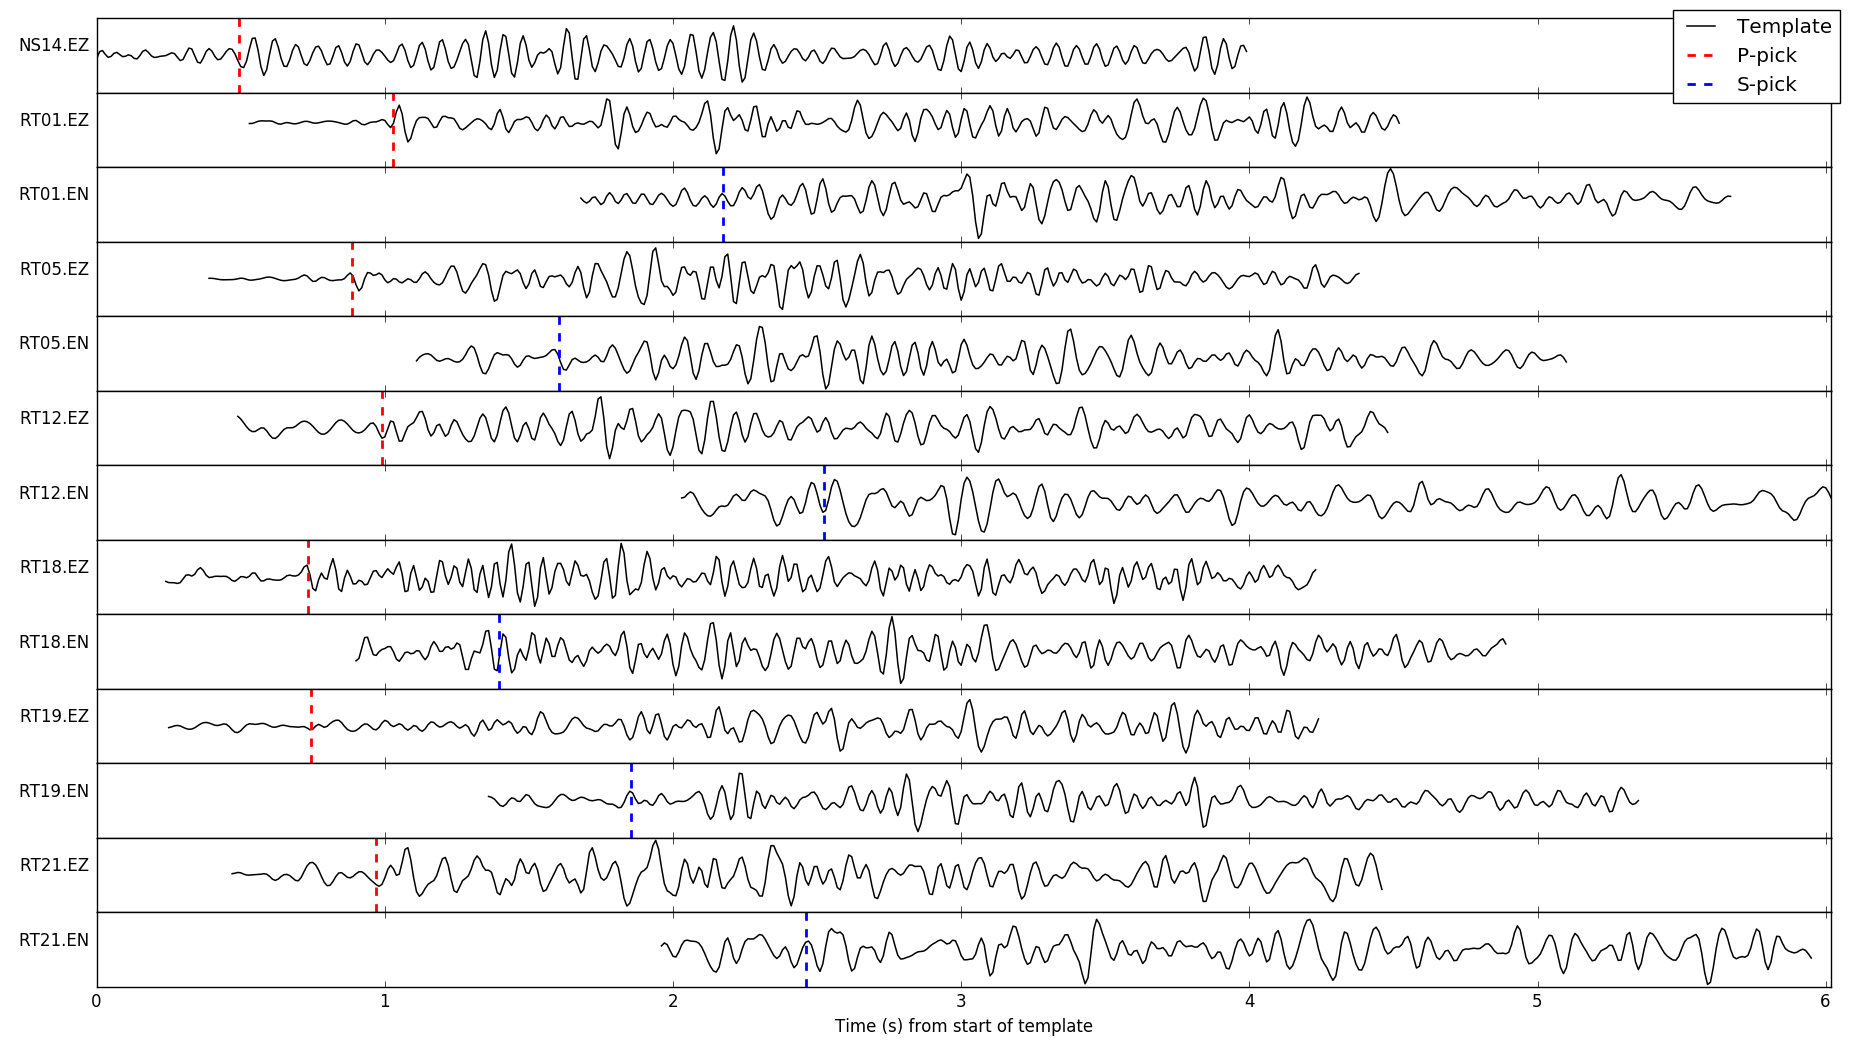 NS14.EZ
Template
P-pick
S-pick
RT01.EZ
RT01.EN
RT05.EZ
RT05.EN
RT12.EZ
RT12.EN
RT18.EZ
RT18.EN
RT19.EZ
RT19.EN
RT21.EZ
RT21.EN
0 1 2 3 4 5 6
Time (s) from start of template